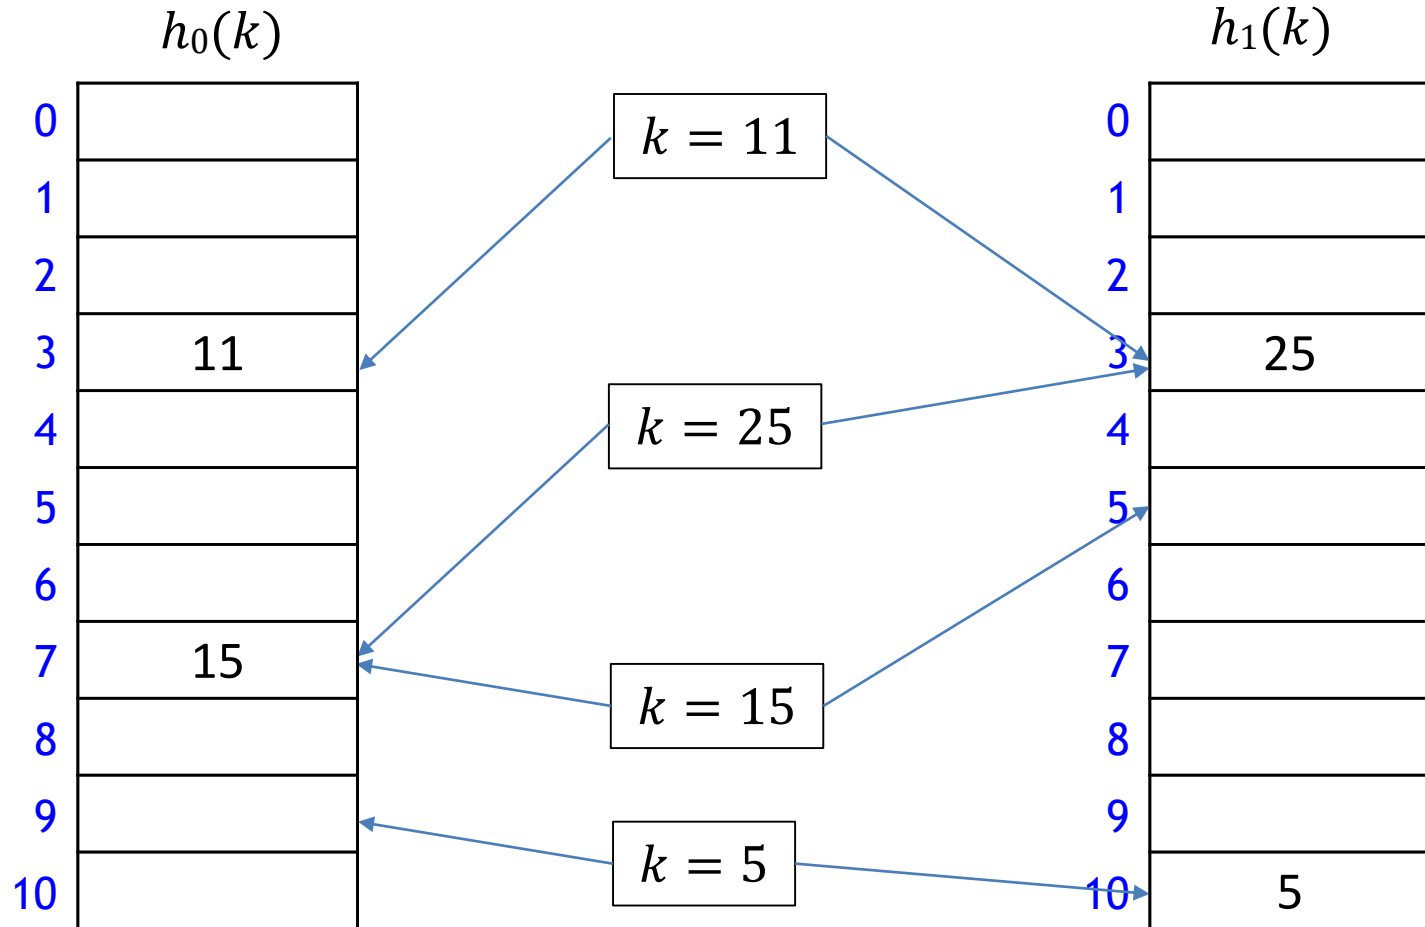 h₀(k) h₁(k)
0 k = 11 0
1 1
2 2
3 11 3 25
4 k = 25 4
5 5
6 6
7 15 7
k = 15
8 8
9 9
k = 5
10 10 5